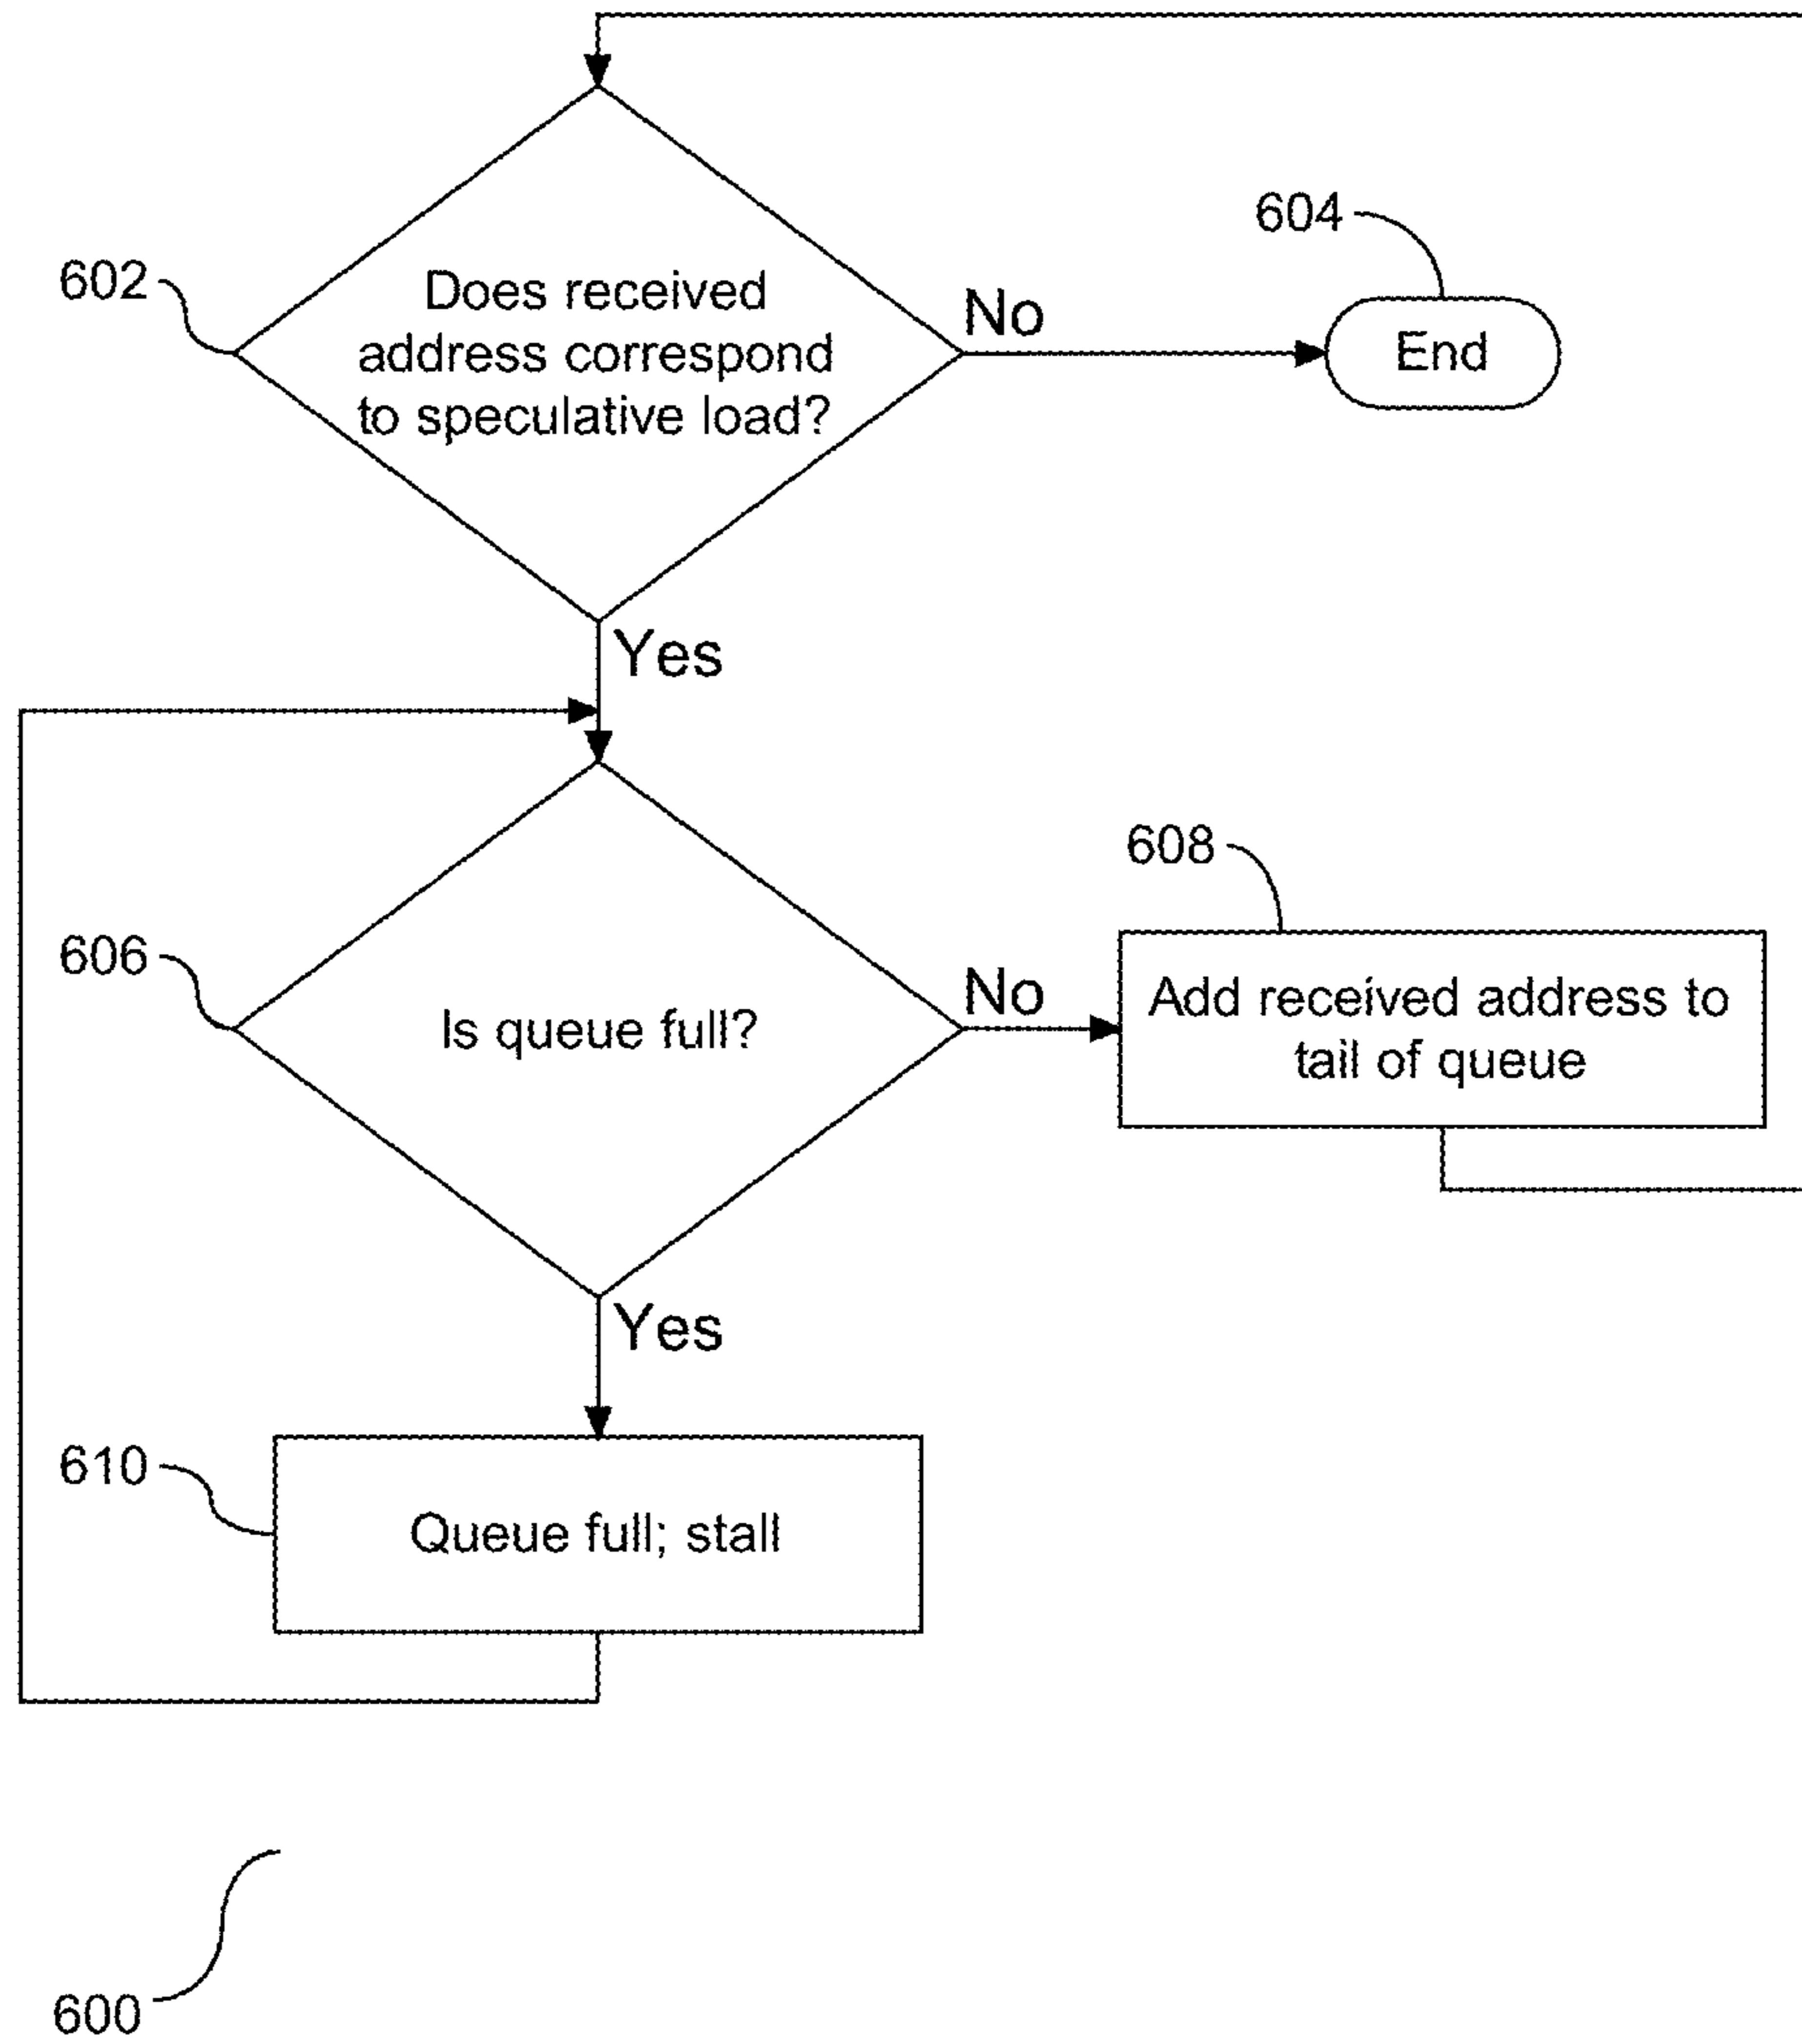 604
602
Does received
address correspond
to speculative load?
No
End
Yes
608
606
Is queue full?
No
Add received address to
tail of queue
Yes
610
Queue full; stall
600